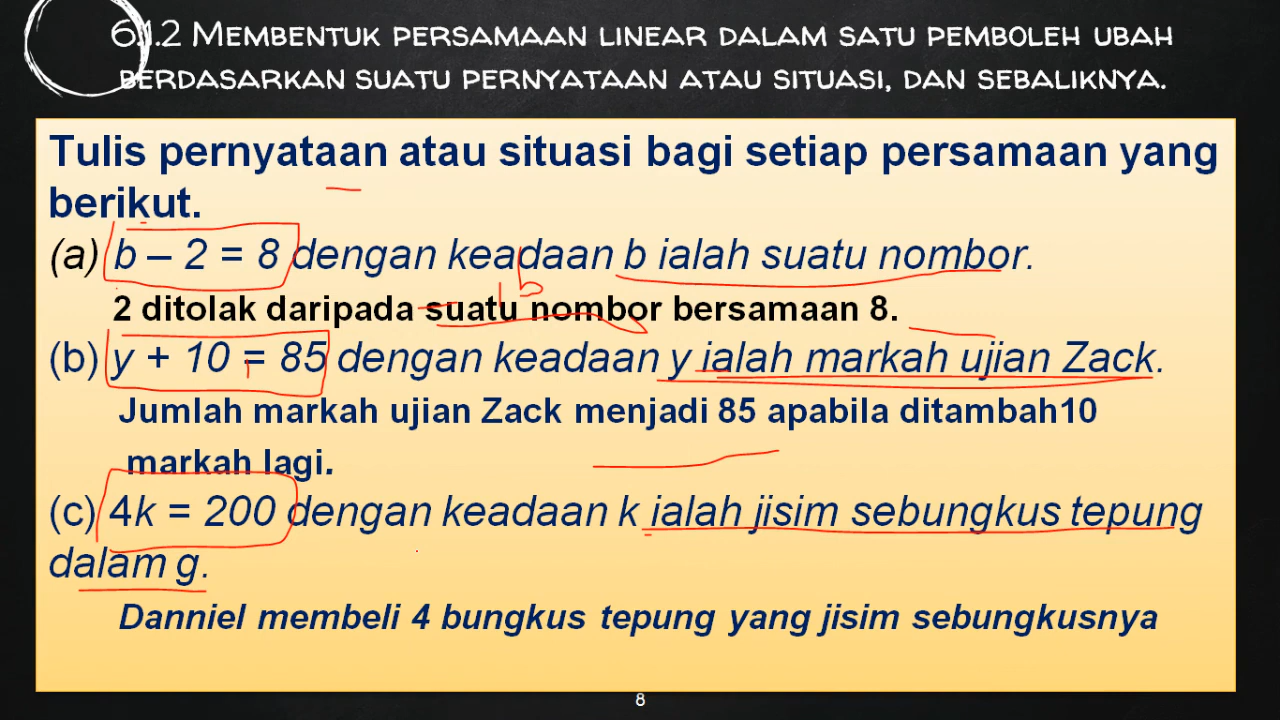 6.1.2 MEMBENTUK PERSAMAAN LINEAR DALAM SATU PEMBOLEH UBAH
BERDASARKAN SUATU PERNYATAAN ATAU SITUASI, DAN SEBALIKNYA.
Tulis pernyataan atau situasi bagi setiap persamaan yang
berikut.
(a) b – 2 = 8 dengan keadaan b ialah suatu nombor.
b
2 ditolak daripada suatu nombor bersamaan 8.
(b) y + 10 = 85 dengan keadaan y ialah markah ujian Zack.
Jumlah markah ujian Zack menjadi 85 apabila ditambah10
markah lagi.
(c) 4k = 200 dengan keadaan k ialah jisim sebungkus tepung
dalam g.
Danniel membeli 4 bungkus tepung yang jisim sebungkusnya
8